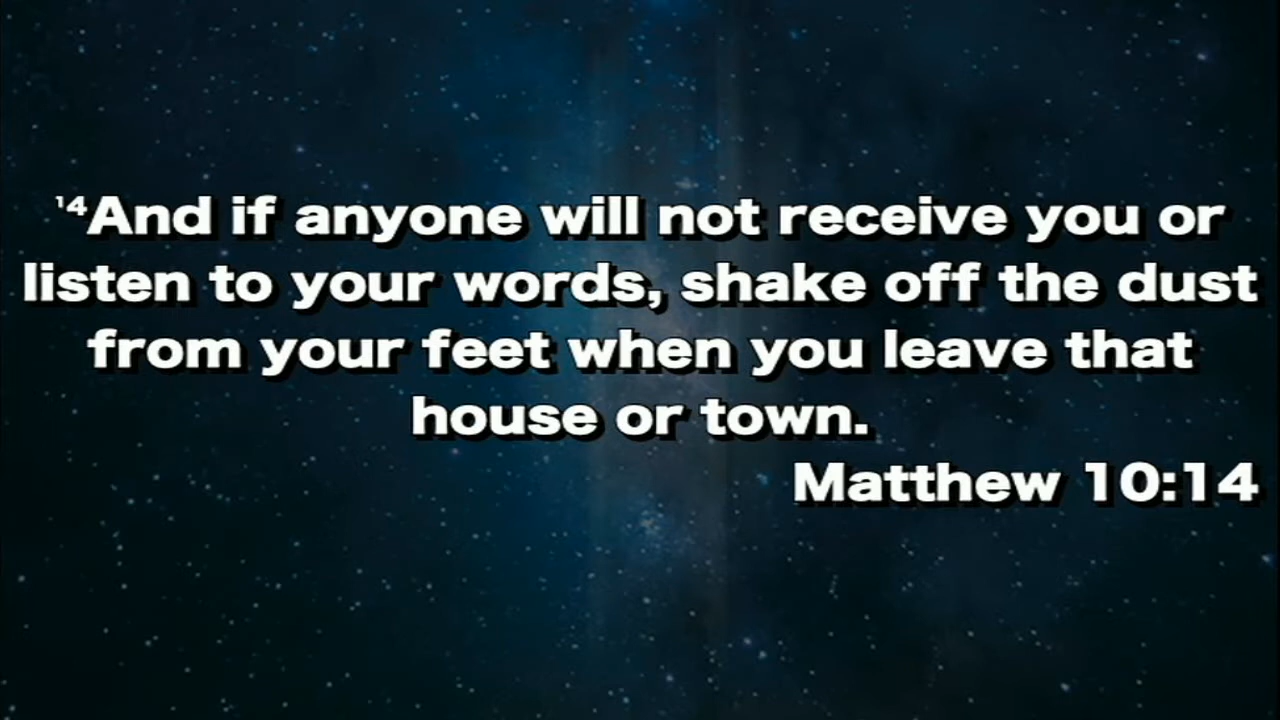 ¹⁴And if anyone will not receive you or
listen to your words, shake off the dust
from your feet when you leave that
house or town.
Matthew 10:14